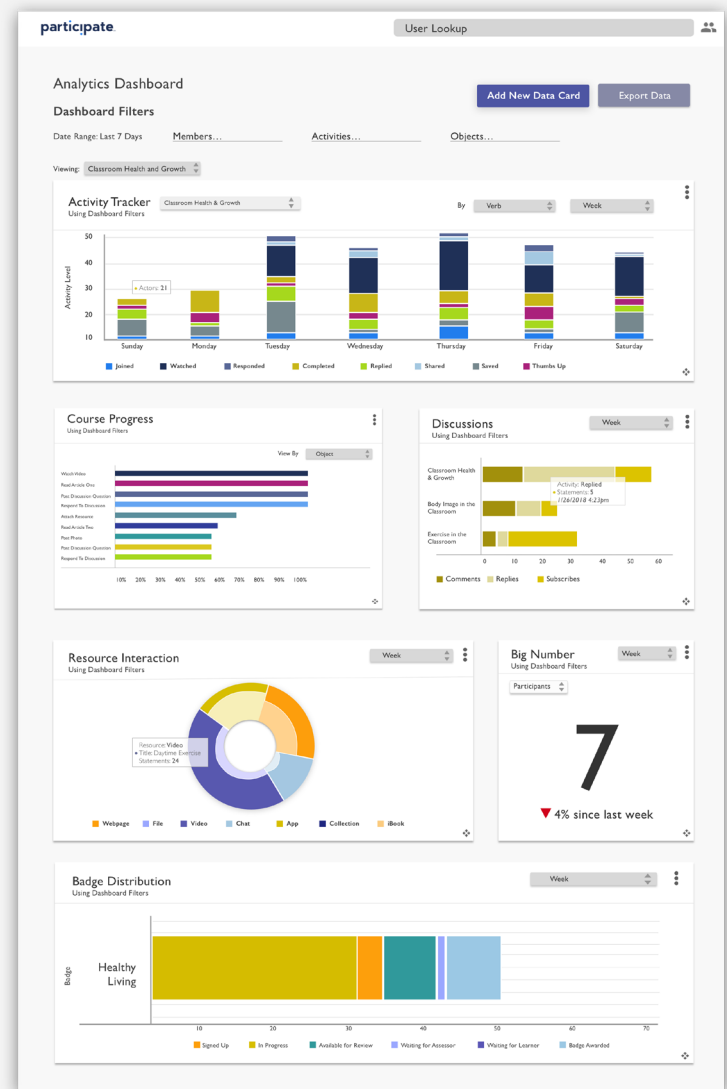 participate
User Lookup
Analytics Dashboard
Add New Data Card
Export Data
Dashboard Filters
Date Range: Last 7 Days
Members...
Activities...
Objects...
Viewing:
Classroom Health and Growth
Activity Tracker
Classroom Health & Growth
By
Verb
Week
Using Dashboard Filters
50
40
30
20
10
Activity Level
Actors: 21
Sunday
Monday
Tuesday
Wednesday
Thursday
Friday
Saturday
Joined
Watched
Responded
Completed
Replied
Shared
Saved
Thumbs Up
Course Progress
Using Dashboard Filters
View By
Object
Watch Video
Read Article One
Post Discussion Question
Respond To Discussion
Attach Resource
Read Article Two
Post Photo
Post Discussion Question
Respond To Discussion
10%
20%
30%
40%
50%
60%
70%
80%
90%
100%
Discussions
Week
Using Dashboard Filters
Classroom Health
& Growth
Body Image in the
Classroom
Exercise in the
Classroom
Activity: Replied
Statements: 5
1/26/2018 4:23pm
0
10
20
30
40
50
60
Comments
Replies
Subscribes
Resource Interaction
Week
Using Dashboard Filters
Resource: Video
Title: Daytime Exercise
Statements: 24
Webpage
File
Video
Chat
App
Collection
iBook
Big Number
Week
Using Dashboard Filters
Participants
7
4% since last week
Badge Distribution
Week
Using Dashboard Filters
Badge
Healthy
Living
10
20
30
40
50
60
70
Signed Up
In Progress
Available for Review
Waiting for Assessor
Waiting for Learner
Badge Awarded